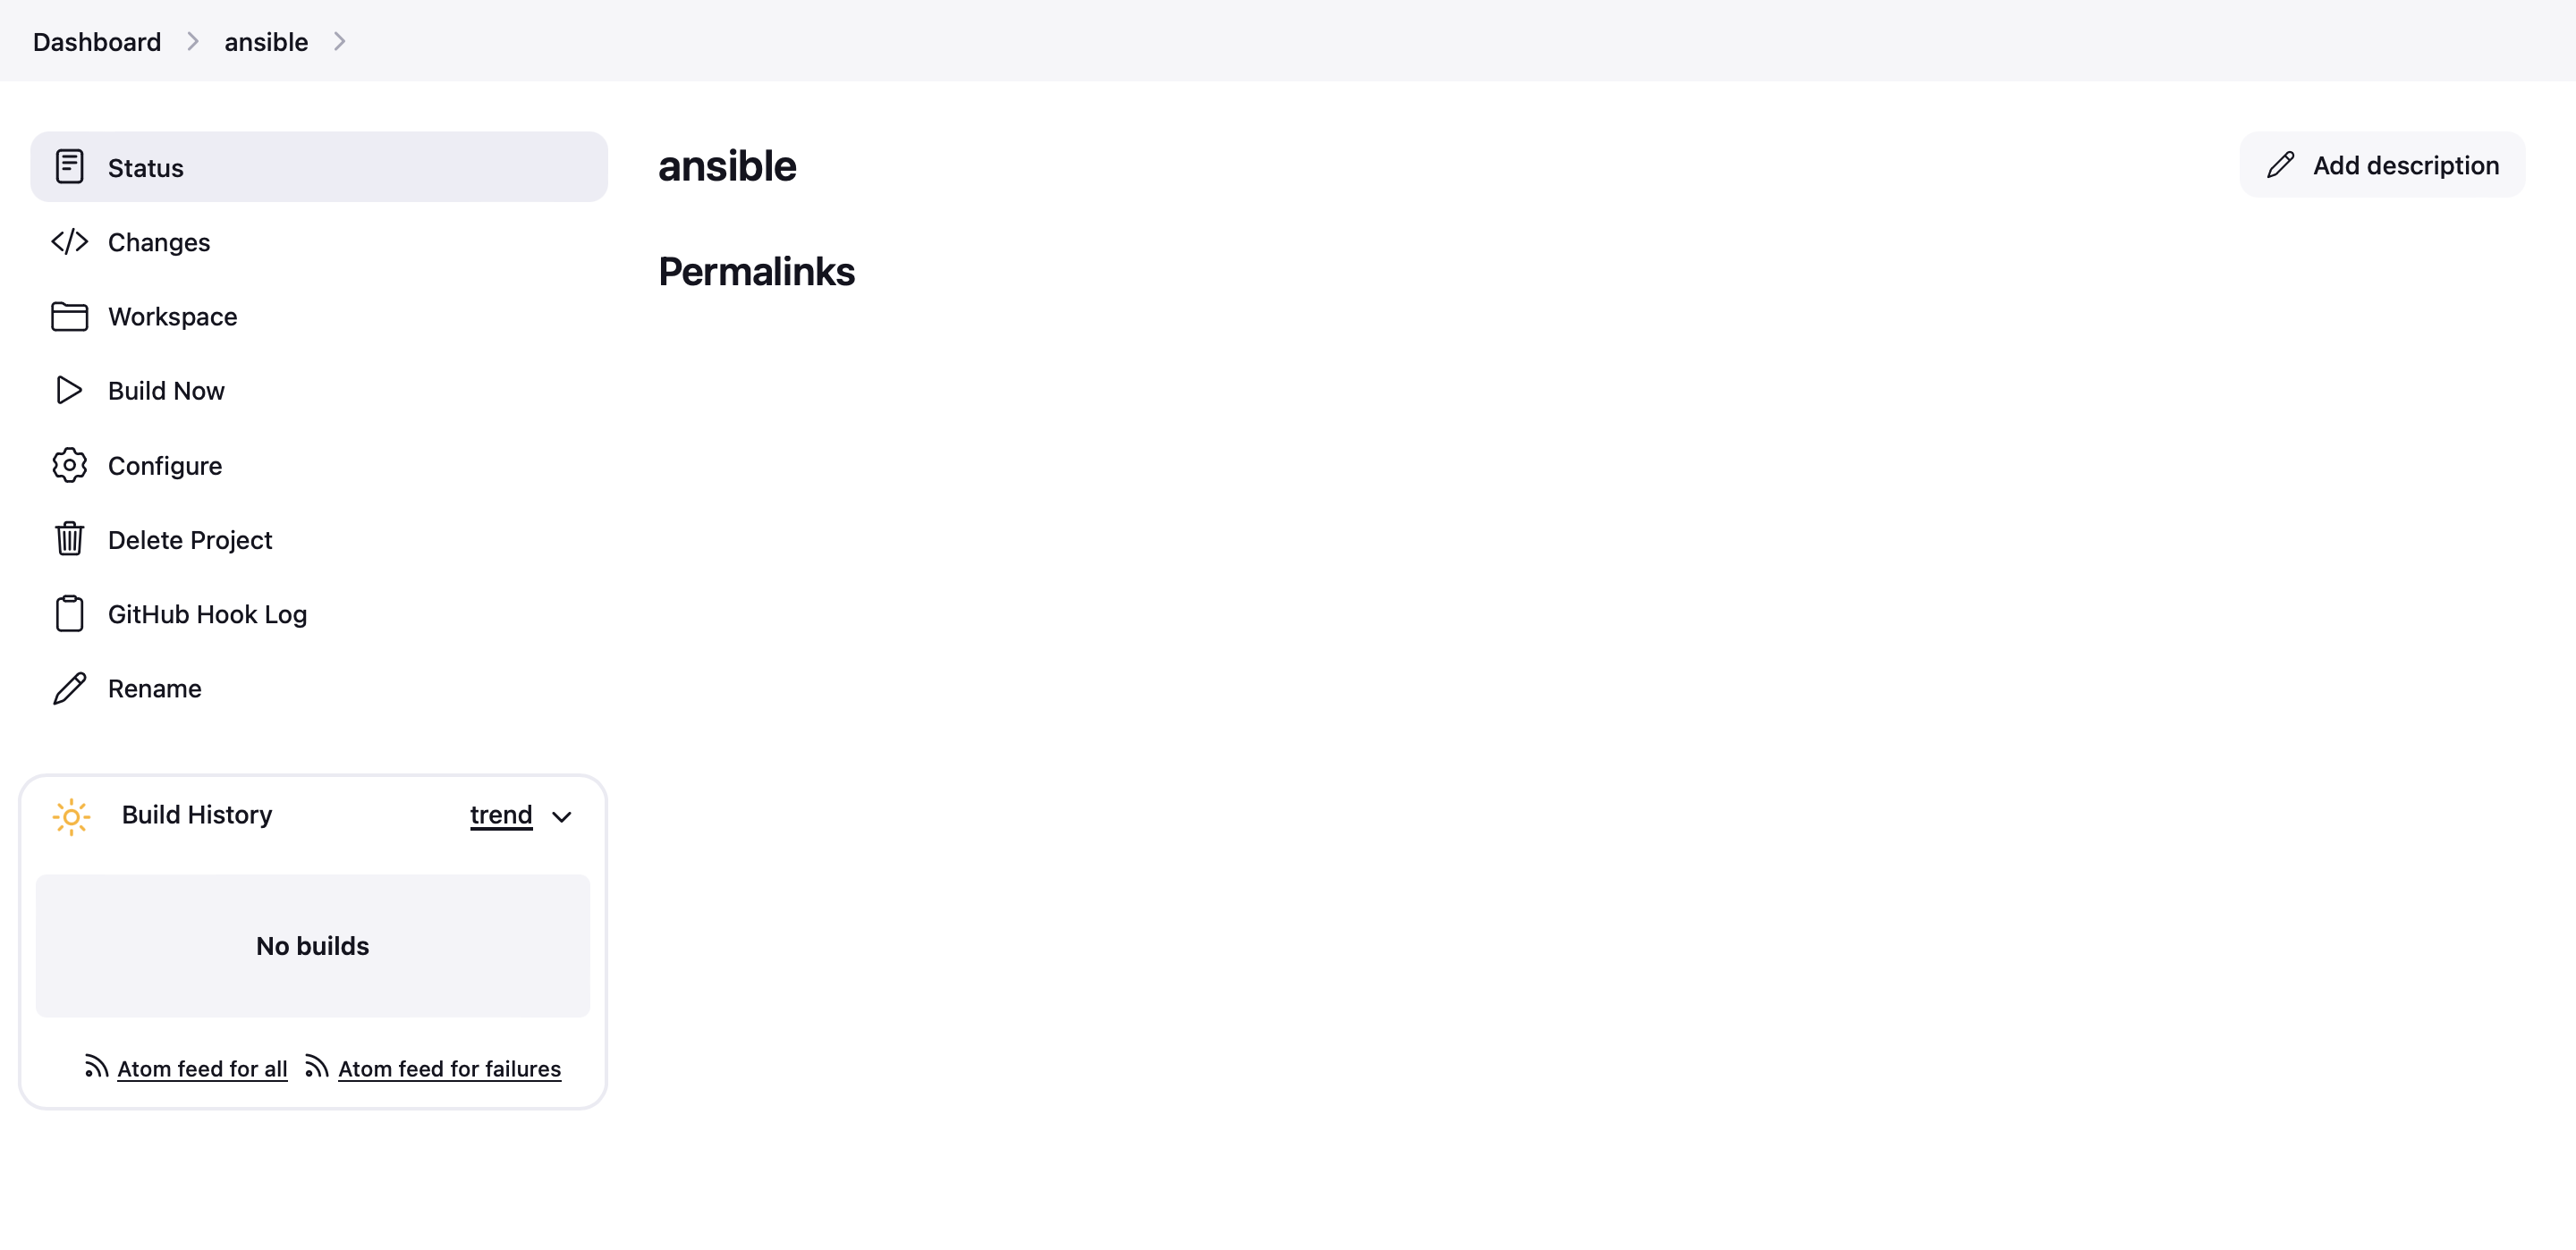 Dashboard ansible
Status
Changes
Workspace
Build Now
Configure
Delete Project
GitHub Hook Log
Rename
Build History trend
No builds
Atom feed for all Atom feed for failures
ansible
Add description
Permalinks